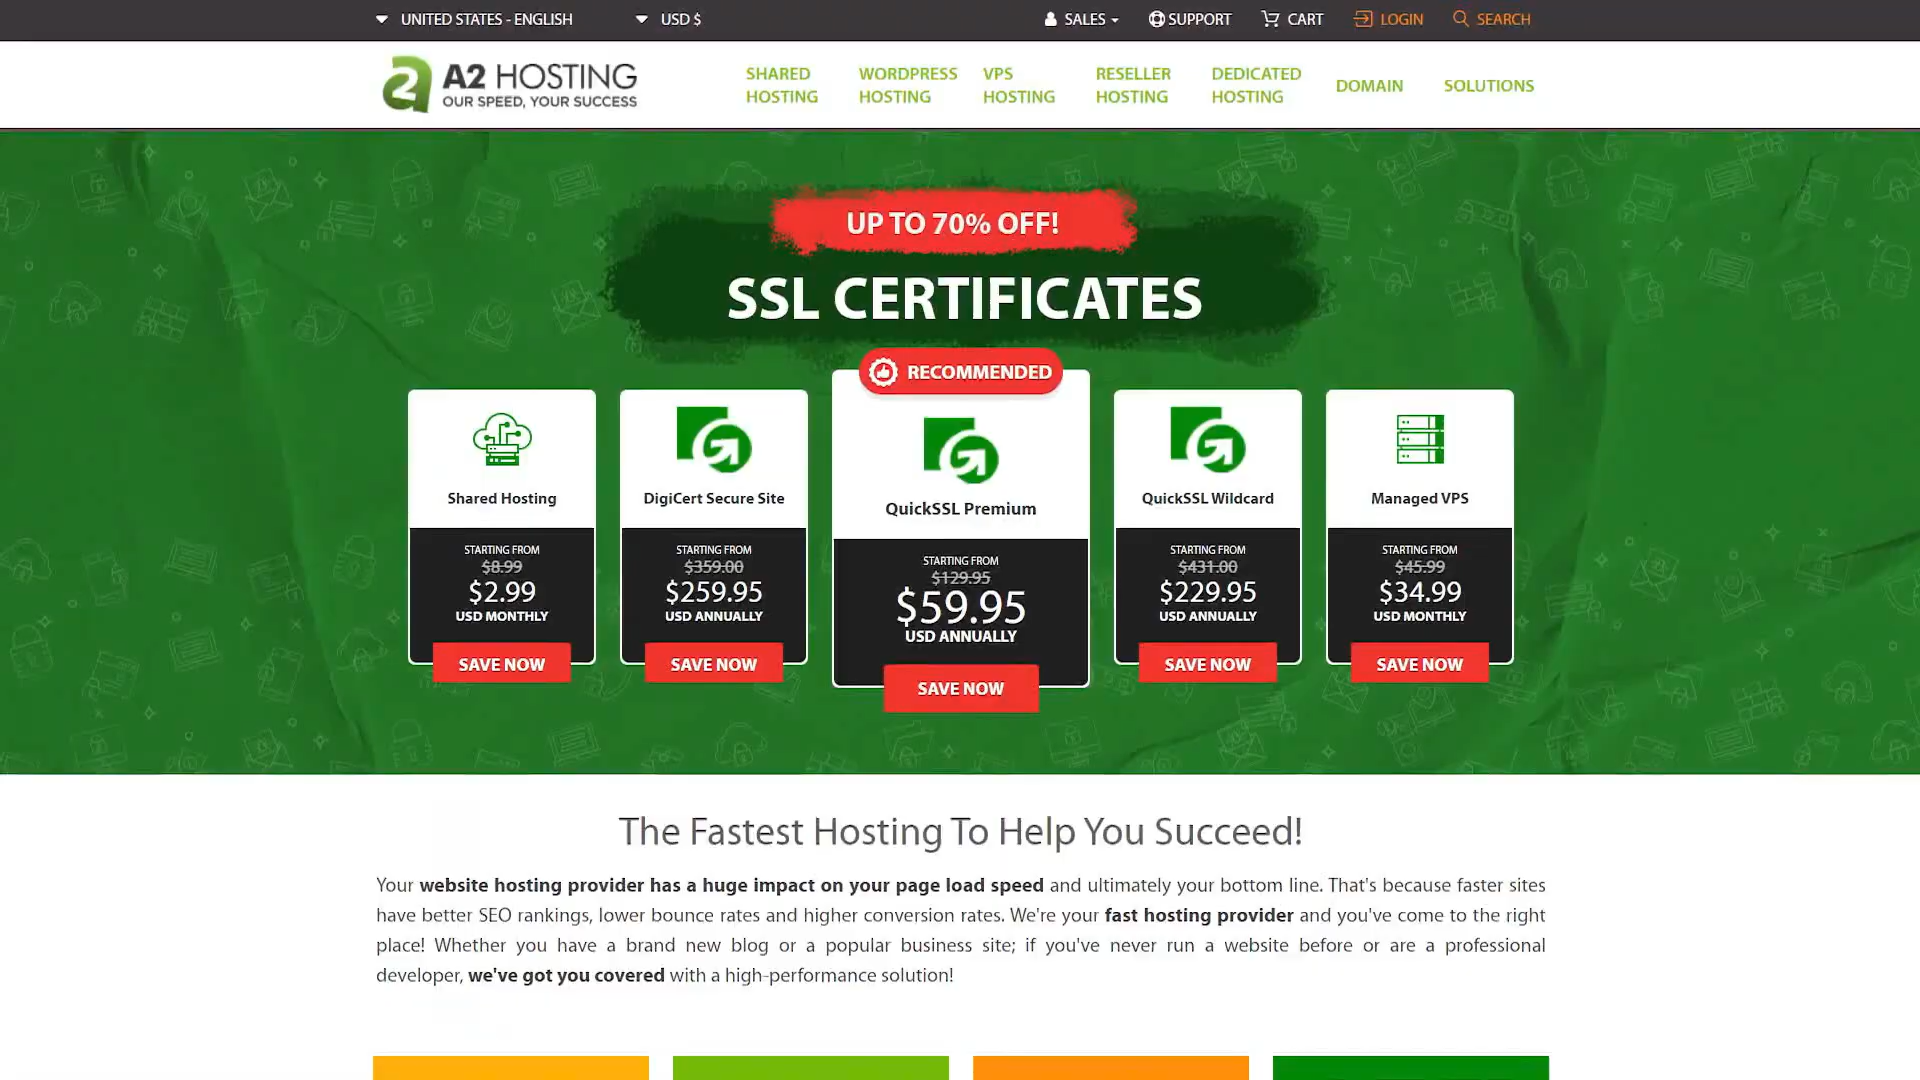 UNITED STATES - ENGLISH
USD $
SALES
SUPPORT
CART
LOGIN
SEARCH
A2 HOSTING
OUR SPEED, YOUR SUCCESS
SHARED
HOSTING
WORDPRESS
HOSTING
VPS
HOSTING
RESELLER
HOSTING
DEDICATED
HOSTING
DOMAIN
SOLUTIONS
UP TO 70% OFF!
SSL CERTIFICATES
Shared Hosting
STARTING FROM
$8.99
$2.99
USD MONTHLY
SAVE NOW
DigiCert Secure Site
STARTING FROM
$359.00
$259.95
USD ANNUALLY
SAVE NOW
RECOMMENDED
QuickSSL Premium
STARTING FROM
$129.95
$59.95
USD ANNUALLY
SAVE NOW
QuickSSL Wildcard
STARTING FROM
$431.00
$229.95
USD ANNUALLY
SAVE NOW
Managed VPS
STARTING FROM
$45.99
$34.99
USD MONTHLY
SAVE NOW
The Fastest Hosting To Help You Succeed!
Your website hosting provider has a huge impact on your page load speed and ultimately your bottom line. That's because faster sites
have better SEO rankings, lower bounce rates and higher conversion rates. We're your fast hosting provider and you've come to the right
place! Whether you have a brand new blog or a popular business site; if you've never run a website before or are a professional
developer, we've got you covered with a high-performance solution!